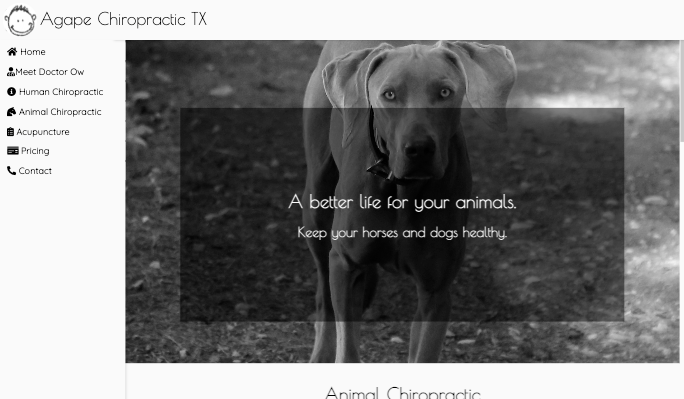 Agape Chiropractic TX
Home
Meet Doctor Ow
Human Chiropractic
Animal Chiropractic
Acupuncture
Pricing
Contact
A better life for your animals.
Keep your horses and dogs healthy.
Animal Chiropractic